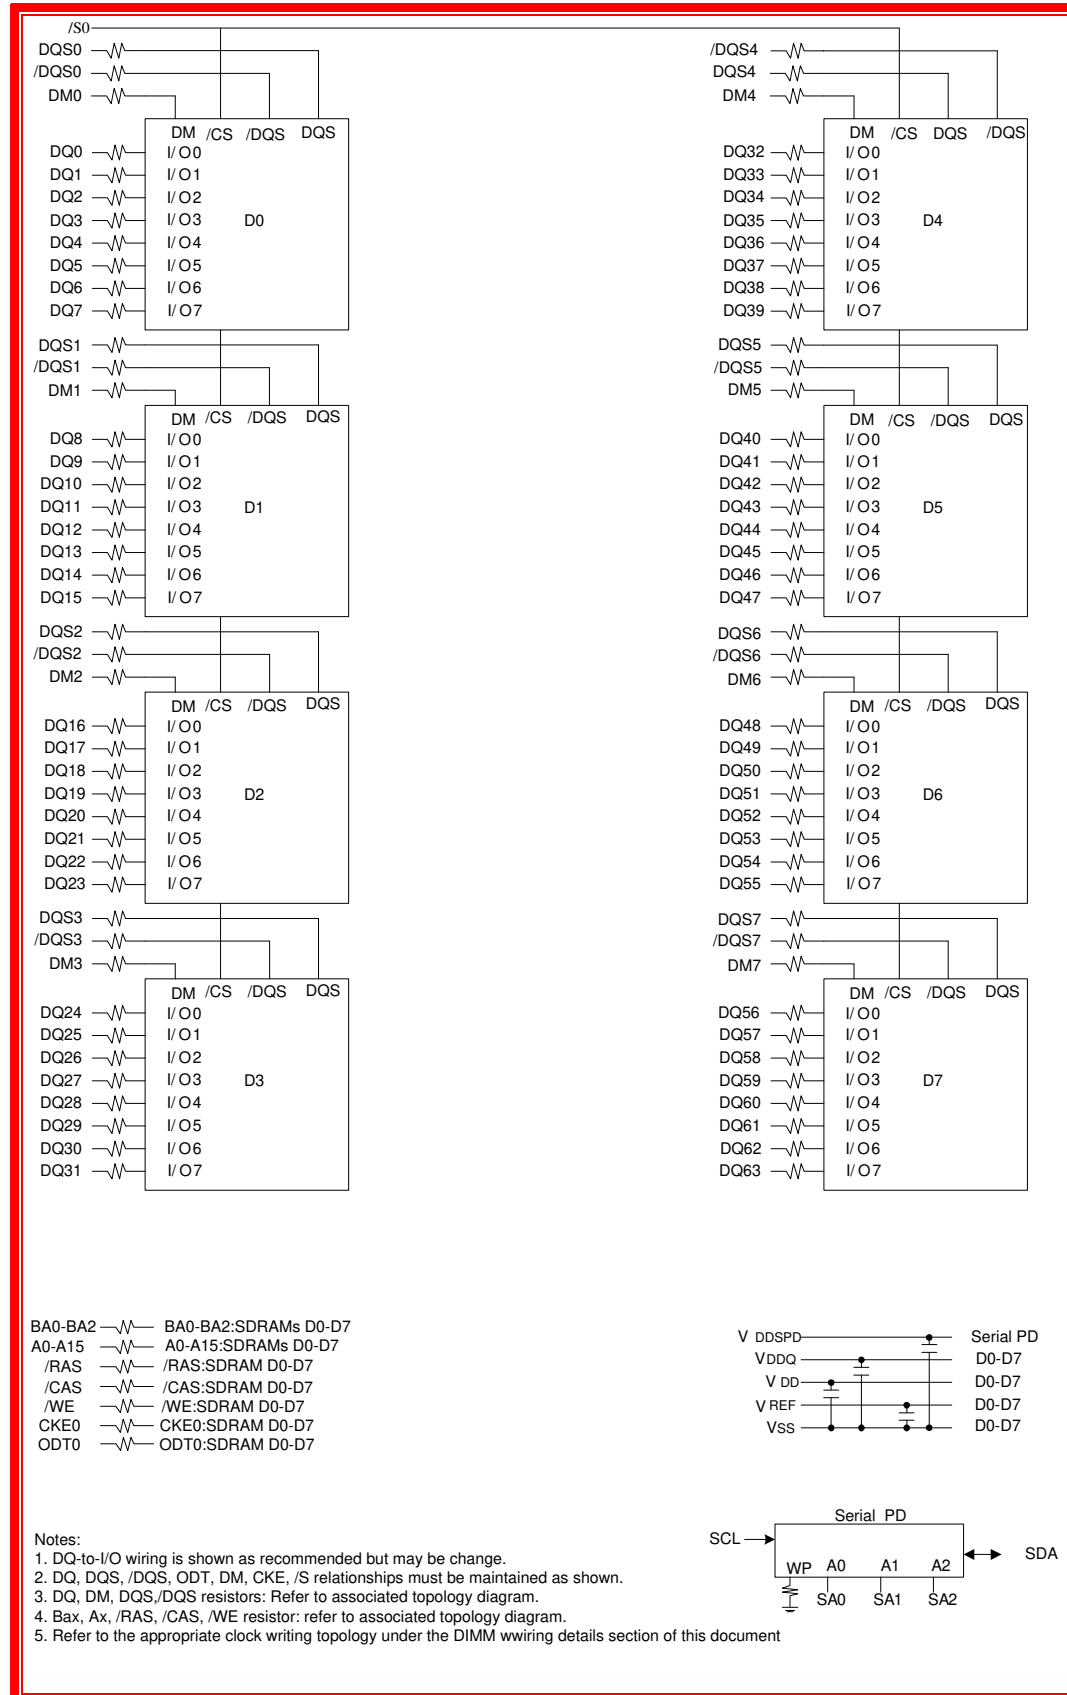 /S0
DQS0
/DQS0
DM0
DM /CS /DQS DQS
DQ0 I/O0
DQ1 I/O1
DQ2 I/O2
DQ3 I/O3 D0
DQ4 I/O4
DQ5 I/O5
DQ6 I/O6
DQ7 I/O7
DQS1
/DQS1
DM1
DM /CS /DQS DQS
DQ8 I/O0
DQ9 I/O1
DQ10 I/O2
DQ11 I/O3 D1
DQ12 I/O4
DQ13 I/O5
DQ14 I/O6
DQ15 I/O7
DQS2
/DQS2
DM2
DM /CS /DQS DQS
DQ16 I/O0
DQ17 I/O1
DQ18 I/O2
DQ19 I/O3 D2
DQ20 I/O4
DQ21 I/O5
DQ22 I/O6
DQ23 I/O7
DQS3
/DQS3
DM3
DM /CS /DQS DQS
DQ24 I/O0
DQ25 I/O1
DQ26 I/O2
DQ27 I/O3 D3
DQ28 I/O4
DQ29 I/O5
DQ30 I/O6
DQ31 I/O7
/DQS4
DQS4
DM4
DM /CS DQS /DQS
DQ32 I/O0
DQ33 I/O1
DQ34 I/O2
DQ35 I/O3 D4
DQ36 I/O4
DQ37 I/O5
DQ38 I/O6
DQ39 I/O7
DQS5
/DQS5
DM5
DM /CS /DQS DQS
DQ40 I/O0
DQ41 I/O1
DQ42 I/O2
DQ43 I/O3 D5
DQ44 I/O4
DQ45 I/O5
DQ46 I/O6
DQ47 I/O7
DQS6
/DQS6
DM6
DM /CS /DQS DQS
DQ48 I/O0
DQ49 I/O1
DQ50 I/O2
DQ51 I/O3 D6
DQ52 I/O4
DQ53 I/O5
DQ54 I/O6
DQ55 I/O7
DQS7
/DQS7
DM7
DM /CS /DQS DQS
DQ56 I/O0
DQ57 I/O1
DQ58 I/O2
DQ59 I/O3 D7
DQ60 I/O4
DQ61 I/O5
DQ62 I/O6
DQ63 I/O7
BA0-BA2 BA0-BA2:SDRAMs D0-D7
A0-A15 A0-A15:SDRAMs D0-D7
/RAS /RAS:SDRAM D0-D7
/CAS /CAS:SDRAM D0-D7
/WE /WE:SDRAM D0-D7
CKE0 CKE0:SDRAM D0-D7
ODT0 ODT0:SDRAM D0-D7
V DDSPD Serial PD
VDDQ D0-D7
V DD D0-D7
V REF D0-D7
VSS D0-D7
Serial PD
SCL SDA
WP A0 A1 A2
SA0 SA1 SA2
Notes:
1. DQ-to-I/O wiring is shown as recommended but may be change.
2. DQ, DQS, /DQS, ODT, DM, CKE, /S relationships must be maintained as shown.
3. DQ, DM, DQS,/DQS resistors: Refer to associated topology diagram.
4. Bax, Ax, /RAS, /CAS, /WE resistor: refer to associated topology diagram.
5. Refer to the appropriate clock writing topology under the DIMM wwiring details section of this document